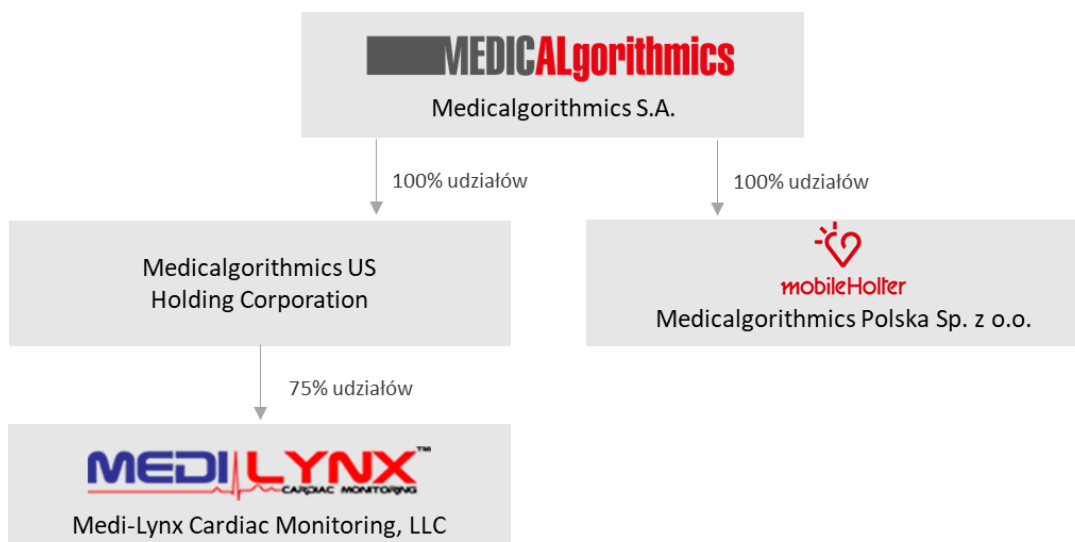 MEDICALgorithmics
Medicalgorithmics S.A.
100% udziałów
100% udziałów
Medicalgorithmics US
Holding Corporation
mobileHolter
Medicalgorithmics Polska Sp. z o.o.
75% udziałów
MEDI LYNX™
CARDIAC MONITORING
Medi-Lynx Cardiac Monitoring, LLC